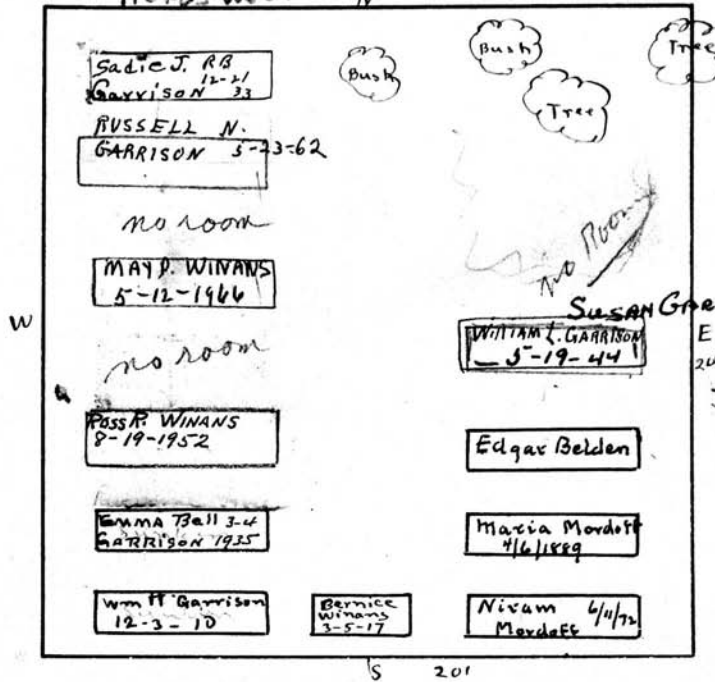 N
Sadie J. RB
12-21
Garrison 33
Bush
Bush
Tree
Tree
RUSSELL N.
GARRISON 5-23-62
no room
no Room
MAY P. WINANS
5-12-1966
SUSAN GAR
W
WILLIAM L. GARRISON
5-19-44
E
no room
ROSS R. WINANS
8-19-1952
Edgar Belden
EMMA Bell 3-4
GARRISON 1935
Maria Mordoff
4/6/1889
Wm H Garrison
12-3-10
Bernice
Winans
3-5-17
Niram 6/11/72
Mordoff
S 201